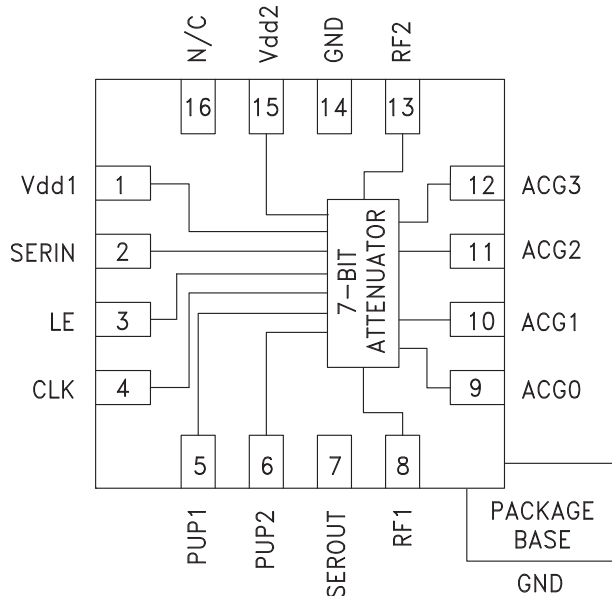 N/C
Vdd2
GND
RF2
16
15
14
13
Vdd1
1
12
ACG3
SERIN
2
11
ACG2
LE
3
10
ACG1
CLK
4
9
ACG0
7-BIT
ATTENUATOR
5
6
7
8
PUP1
PUP2
SEROUT
RF1
PACKAGE
BASE
GND